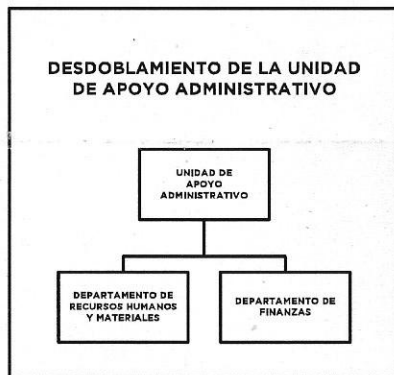 DESDOBLAMIENTO DE LA UNIDAD
DE APOYO ADMINISTRATIVO
UNIDAD DE
APOYO
ADMINISTRATIVO
DEPARTAMENTO DE
RECURSOS HUMANOS
Y MATERIALES
DEPARTAMENTO DE
FINANZAS